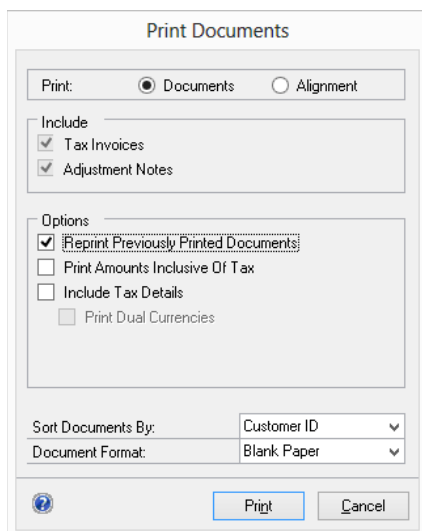 Print Documents
Print: Documents Alignment
Include
Tax Invoices
Adjustment Notes
Options
Reprint Previously Printed Documents
Print Amounts Inclusive Of Tax
Include Tax Details
Print Dual Currencies
Sort Documents By: Customer ID
Document Format: Blank Paper
? Print Cancel